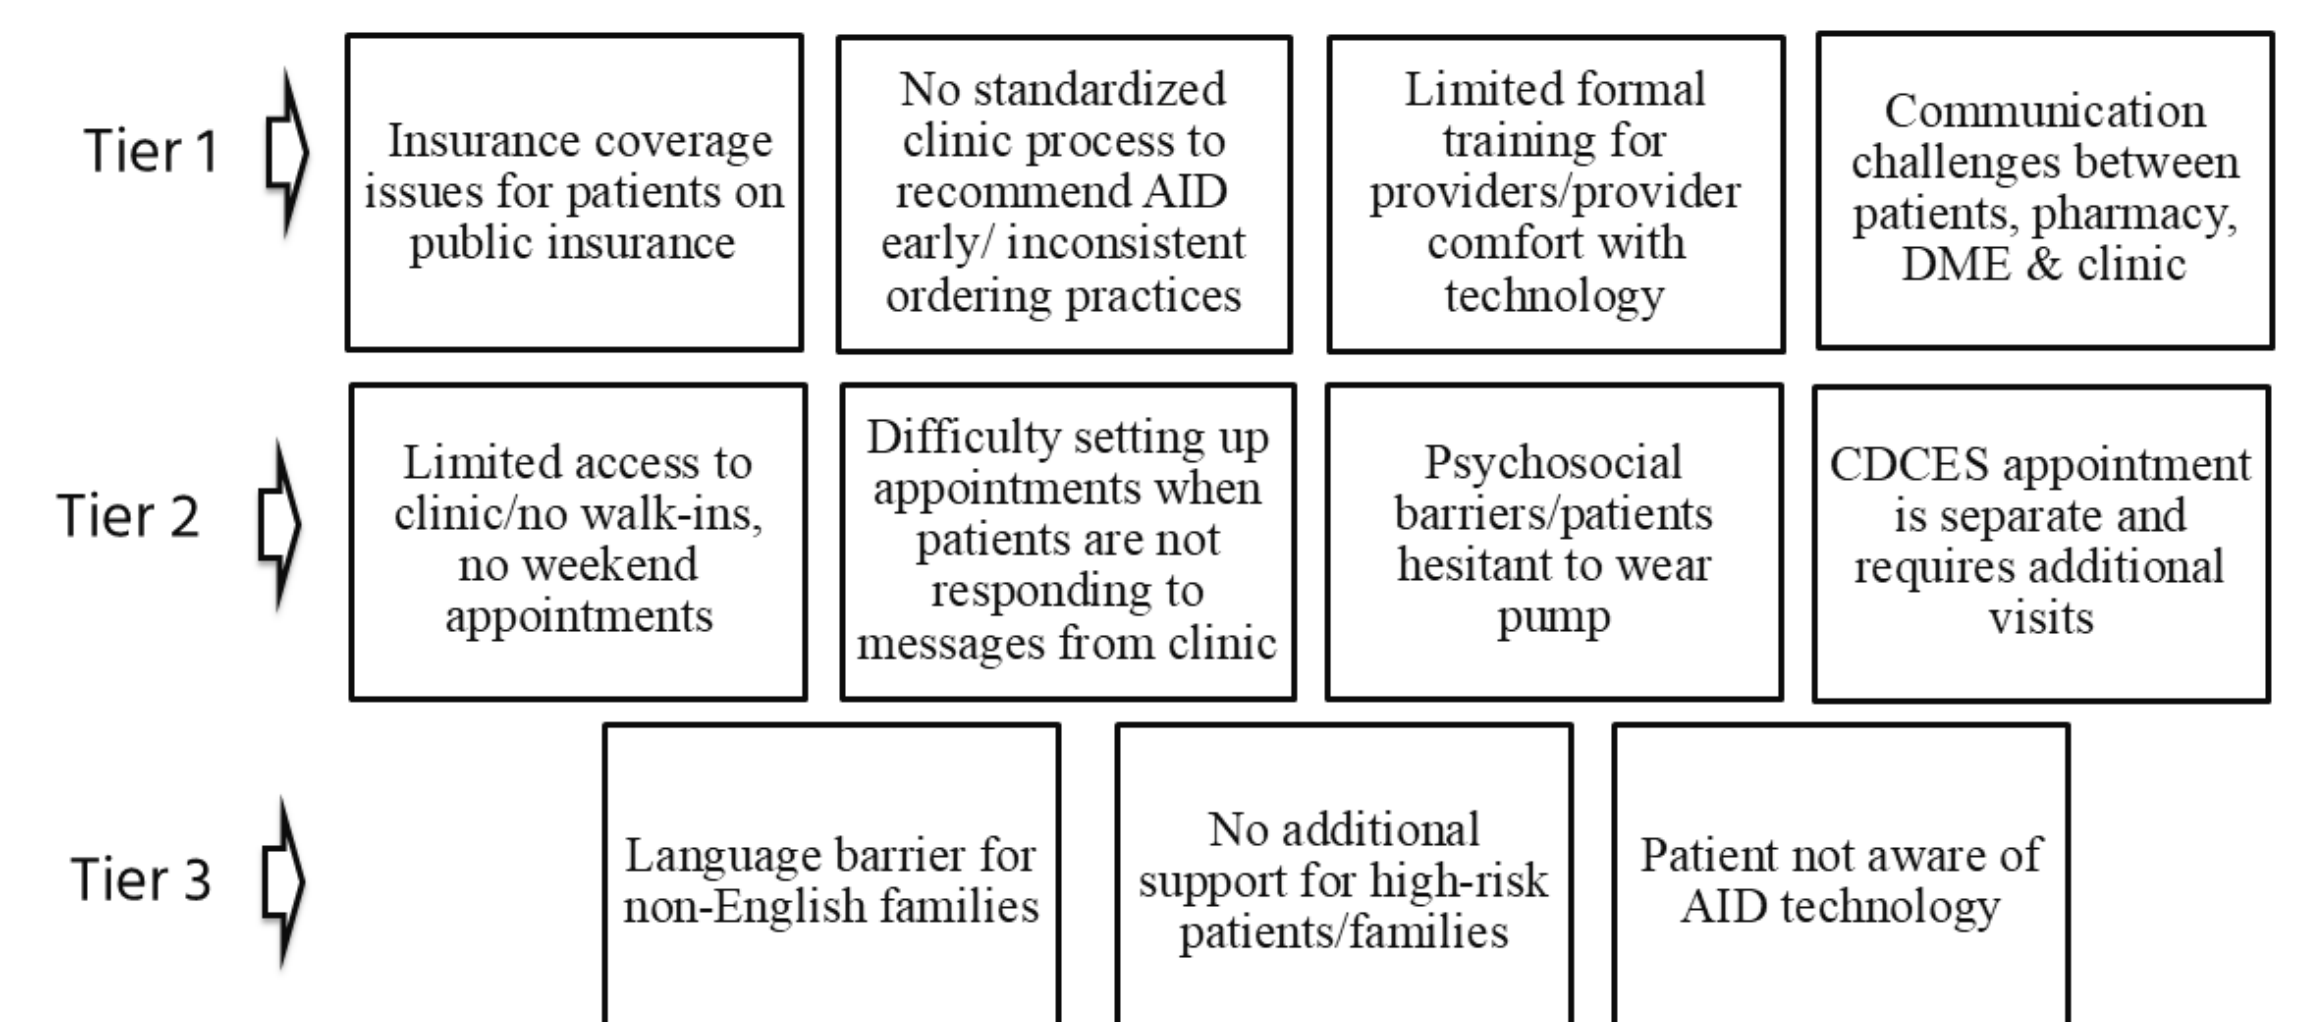 Tier 1
Insurance coverage
issues for patients on
public insurance
No standardized
clinic process to
recommend AID
early/ inconsistent
ordering practices
Limited formal
training for
providers/provider
comfort with
technology
Communication
challenges between
patients, pharmacy,
DME & clinic
Tier 2
Limited access to
clinic/no walk-ins,
no weekend
appointments
Difficulty setting up
appointments when
patients are not
responding to
messages from clinic
Psychosocial
barriers/patients
hesitant to wear
pump
CDCES appointment
is separate and
requires additional
visits
Tier 3
Language barrier for
non-English families
No additional
support for high-risk
patients/families
Patient not aware of
AID technology